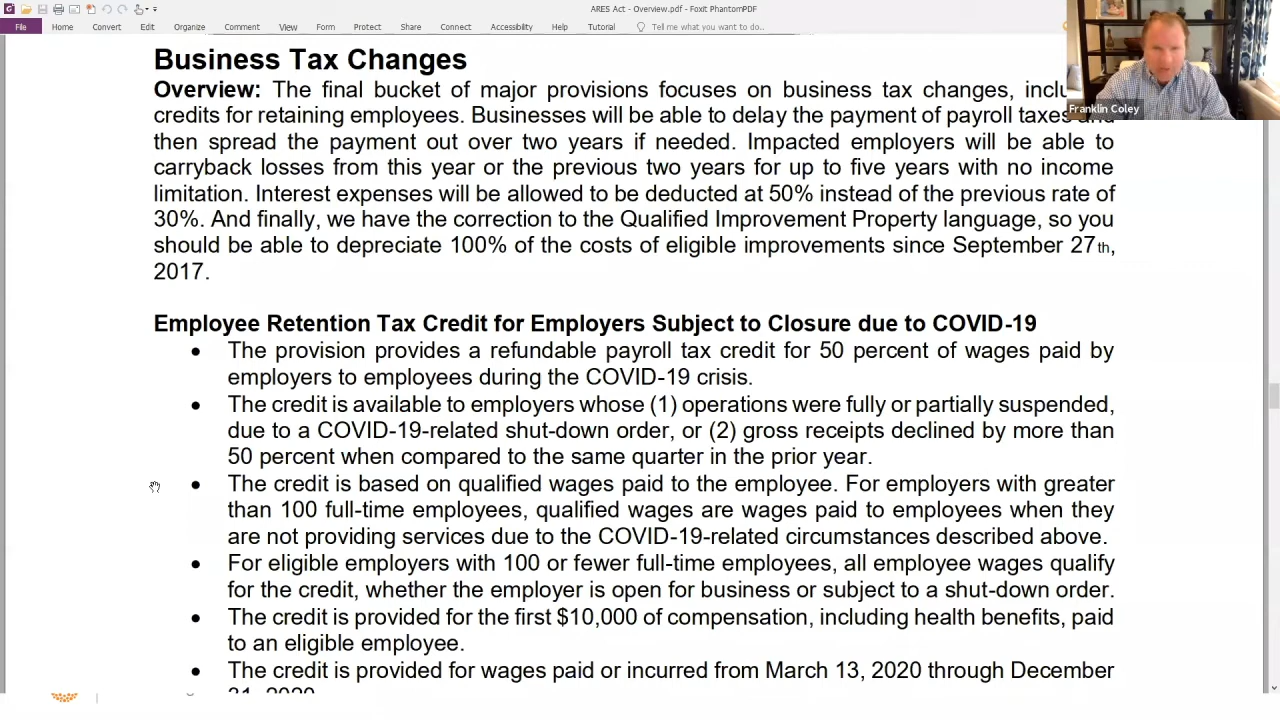 ARES Act - Overview.pdf - Foxit PhantomPDF
File Home Convert Edit Organize Comment View Form Protect Share Connect Accessibility Help Tutorial Tell me what you want to do..
Franklin Coley
Business Tax Changes
Overview: The final bucket of major provisions focuses on business tax changes,
credits for retaining employees. Businesses will be able to delay the payment of payroll taxes and
then spread the payment out over two years if needed. Impacted employers will be able to
carryback losses from this year or the previous two years for up to five years with no income
limitation. Interest expenses will be allowed to be deducted at 50% instead of the previous rate of
30%. And finally, we have the correction to the Qualified Improvement Property language, so you
should be able to depreciate 100% of the costs of eligible improvements since September 27th,
2017.
Employee Retention Tax Credit for Employers Subject to Closure due to COVID-19
• The provision provides a refundable payroll tax credit for 50 percent of wages paid by
employers to employees during the COVID-19 crisis.
• The credit is available to employers whose (1) operations were fully or partially suspended,
due to a COVID-19-related shut-down order, or (2) gross receipts declined by more than
50 percent when compared to the same quarter in the prior year.
• The credit is based on qualified wages paid to the employee. For employers with greater
than 100 full-time employees, qualified wages are wages paid to employees when they
are not providing services due to the COVID-19-related circumstances described above.
• For eligible employers with 100 or fewer full-time employees, all employee wages qualify
for the credit, whether the employer is open for business or subject to a shut-down order.
• The credit is provided for the first $10,000 of compensation, including health benefits, paid
to an eligible employee.
• The credit is provided for wages paid or incurred from March 13, 2020 through December
31, 2020